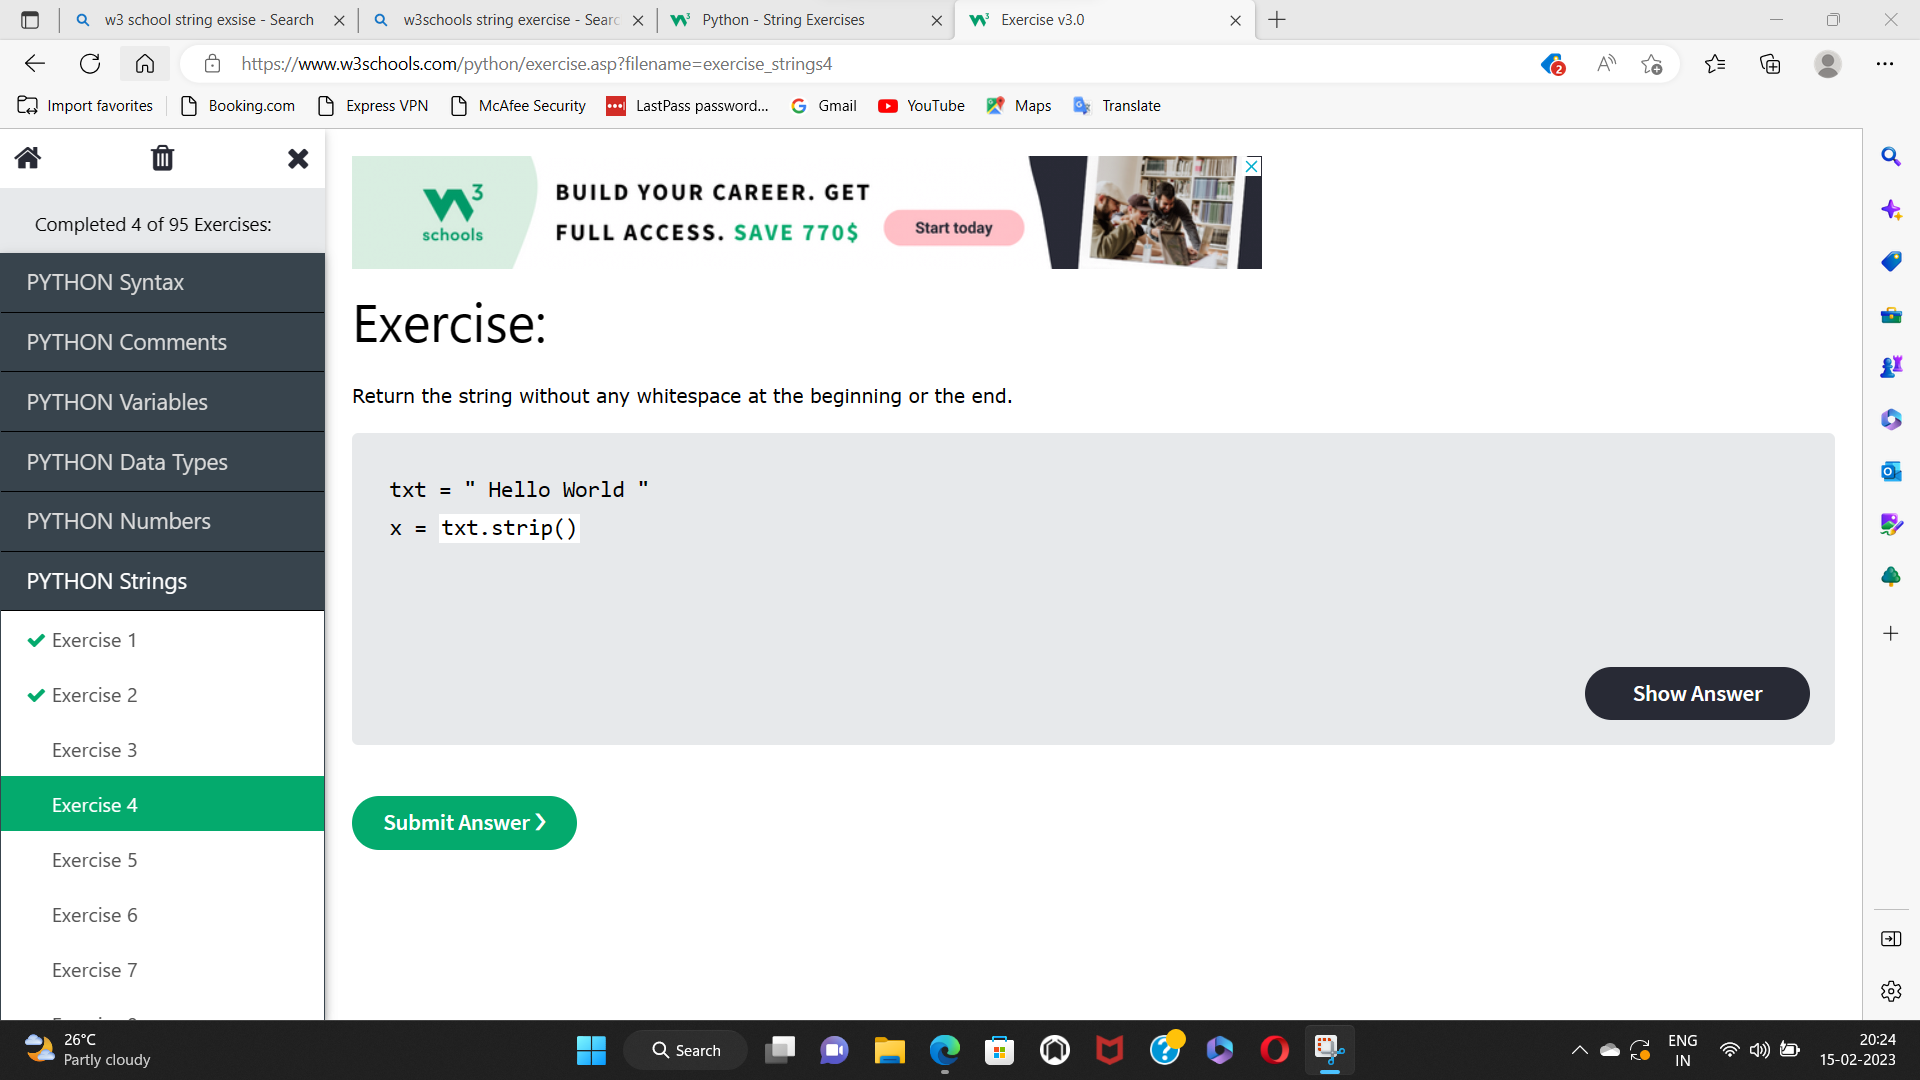 w3 school string exsise - Search
w3schools string exercise - Searc
Python - String Exercises
Exercise v3.0
https://www.w3schools.com/python/exercise.asp?filename=exercise_strings4
2
Import favorites
Booking.com
Express VPN
McAfee Security
LastPass password...
Gmail
YouTube
Maps
Translate
Completed 4 of 95 Exercises:
PYTHON Syntax
PYTHON Comments
PYTHON Variables
PYTHON Data Types
PYTHON Numbers
PYTHON Strings
Exercise 1
Exercise 2
Exercise 3
Exercise 4
Exercise 5
Exercise 6
Exercise 7
W3
schools
BUILD YOUR CAREER. GET
FULL ACCESS. SAVE 770$
Start today
Exercise:
Return the string without any whitespace at the beginning or the end.
txt = " Hello World "
x = txt.strip()
Show Answer
Submit Answer ❯
26°C
Partly cloudy
Search
ENG
IN
20:24
15-02-2023